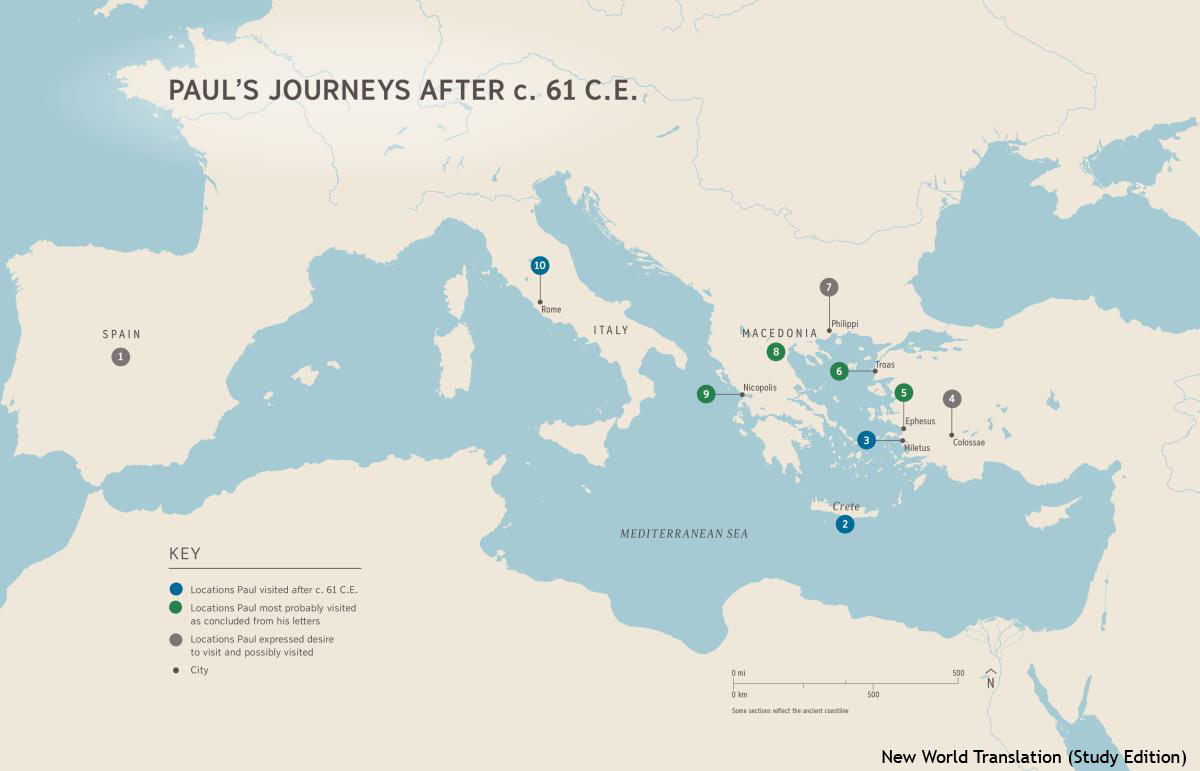 PAUL'S JOURNEYS AFTER c. 61 C.E.
10
Rome
ITALY
SPAIN
1
7
Philippi
MACEDONIA
8
6
Troas
9
Nicopolis
5
Ephesus
4
Colossae
3
Miletus
Crete
2
MEDITERRANEAN SEA
KEY
Locations Paul visited after c. 61 C.E.
Locations Paul most probably visited
as concluded from his letters
Locations Paul expressed desire
to visit and possibly visited
City
0 mi 500
0 km 500
N
Some sections reflect the ancient coastline
New World Translation (Study Edition)